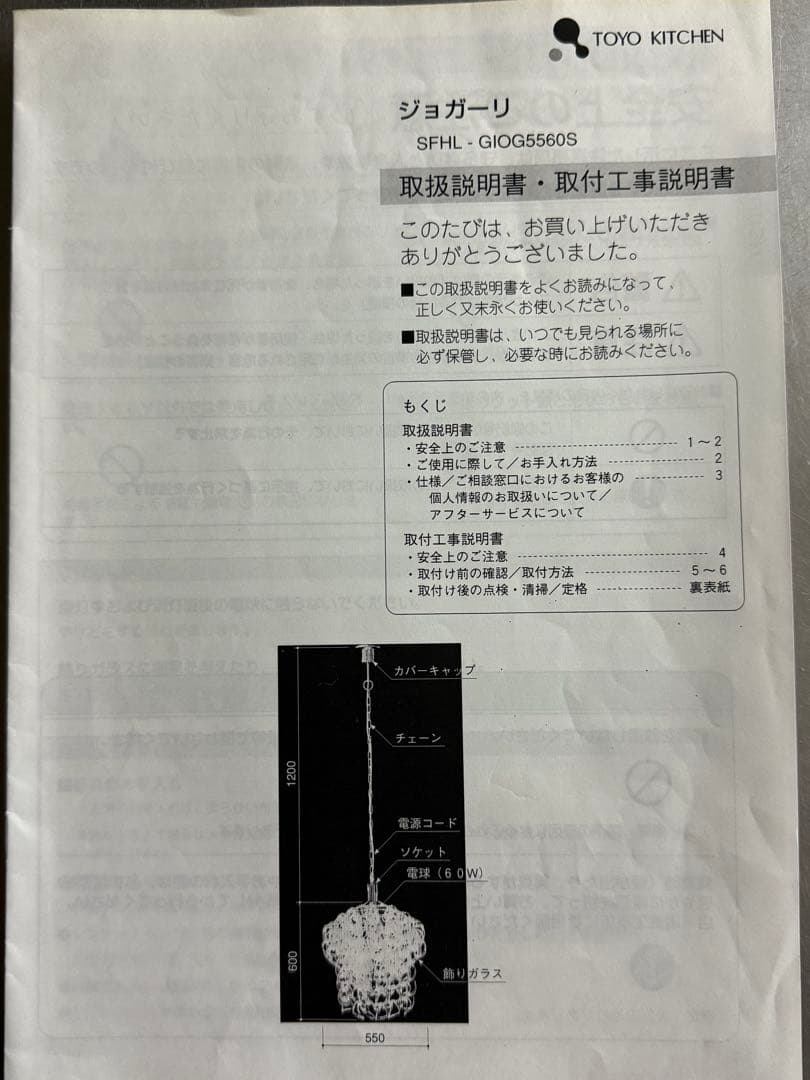 TOYO KITCHEN
ジョガーリ
SFHL - GIOG5560S
取扱説明書・取付工事説明書
このたびは、お買い上げいただき
ありがとうございました。
■この取扱説明書をよくお読みになって、
正しく又末永くお使いください。
■取扱説明書は、いつでも見られる場所に
必ず保管し、必要な時にお読みください。
もくじ
取扱説明書
・安全上のご注意 ---------- 1～2
・ご使用に際して／お手入れ方法 ---------- 2
・仕様／ご相談窓口におけるお客様の ---------- 3
個人情報のお取扱いについて／
アフターサービスについて
取付工事説明書
・安全上のご注意 ---------- 4
・取付け前の確認／取付方法 ---------- 5～6
・取付け後の点検・清掃／定格 ---------- 裏表紙
カバーキャップ
チェーン
1200
電源コード
ソケット
電球（６０Ｗ）
600
飾りガラス
550